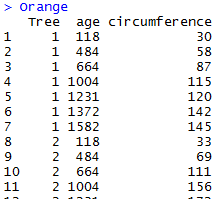 > Orange
Tree age circumference
1 1 118 30
2 1 484 58
3 1 664 87
4 1 1004 115
5 1 1231 120
6 1 1372 142
7 1 1582 145
8 2 118 33
9 2 484 69
10 2 664 111
11 2 1004 156